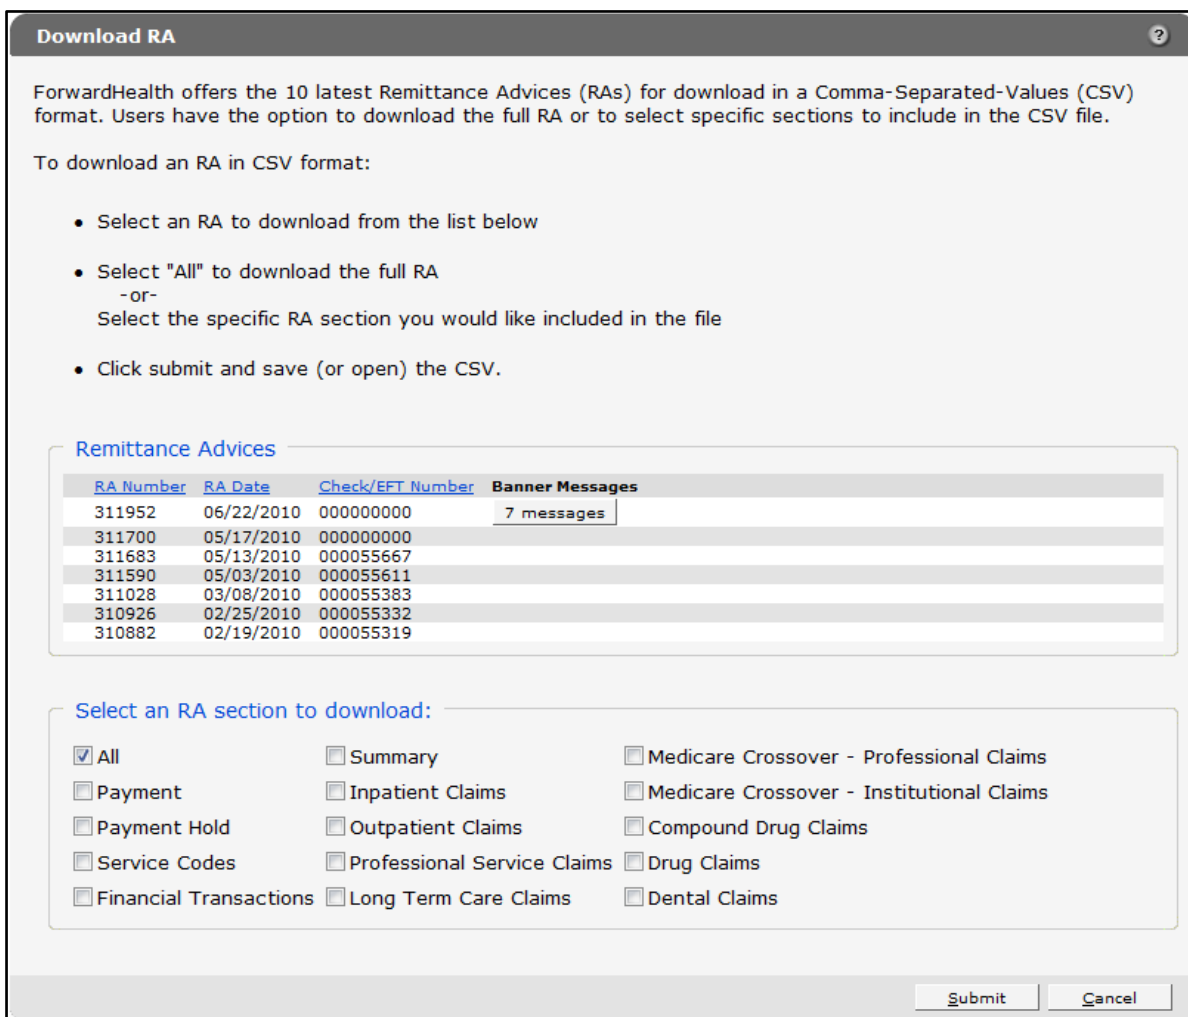 Download RA
?
ForwardHealth offers the 10 latest Remittance Advices (RAs) for download in a Comma-Separated-Values (CSV)
format. Users have the option to download the full RA or to select specific sections to include in the CSV file.
To download an RA in CSV format:
• Select an RA to download from the list below
• Select "All" to download the full RA
-or-
Select the specific RA section you would like included in the file
• Click submit and save (or open) the CSV.
Remittance Advices
RA Number RA Date Check/EFT Number Banner Messages
311952 06/22/2010 000000000 7 messages
311700 05/17/2010 000000000
311683 05/13/2010 000055667
311590 05/03/2010 000055611
311028 03/08/2010 000055383
310926 02/25/2010 000055332
310882 02/19/2010 000055319
Select an RA section to download:
All Summary Medicare Crossover - Professional Claims
Payment Inpatient Claims Medicare Crossover - Institutional Claims
Payment Hold Outpatient Claims Compound Drug Claims
Service Codes Professional Service Claims Drug Claims
Financial Transactions Long Term Care Claims Dental Claims
Submit Cancel